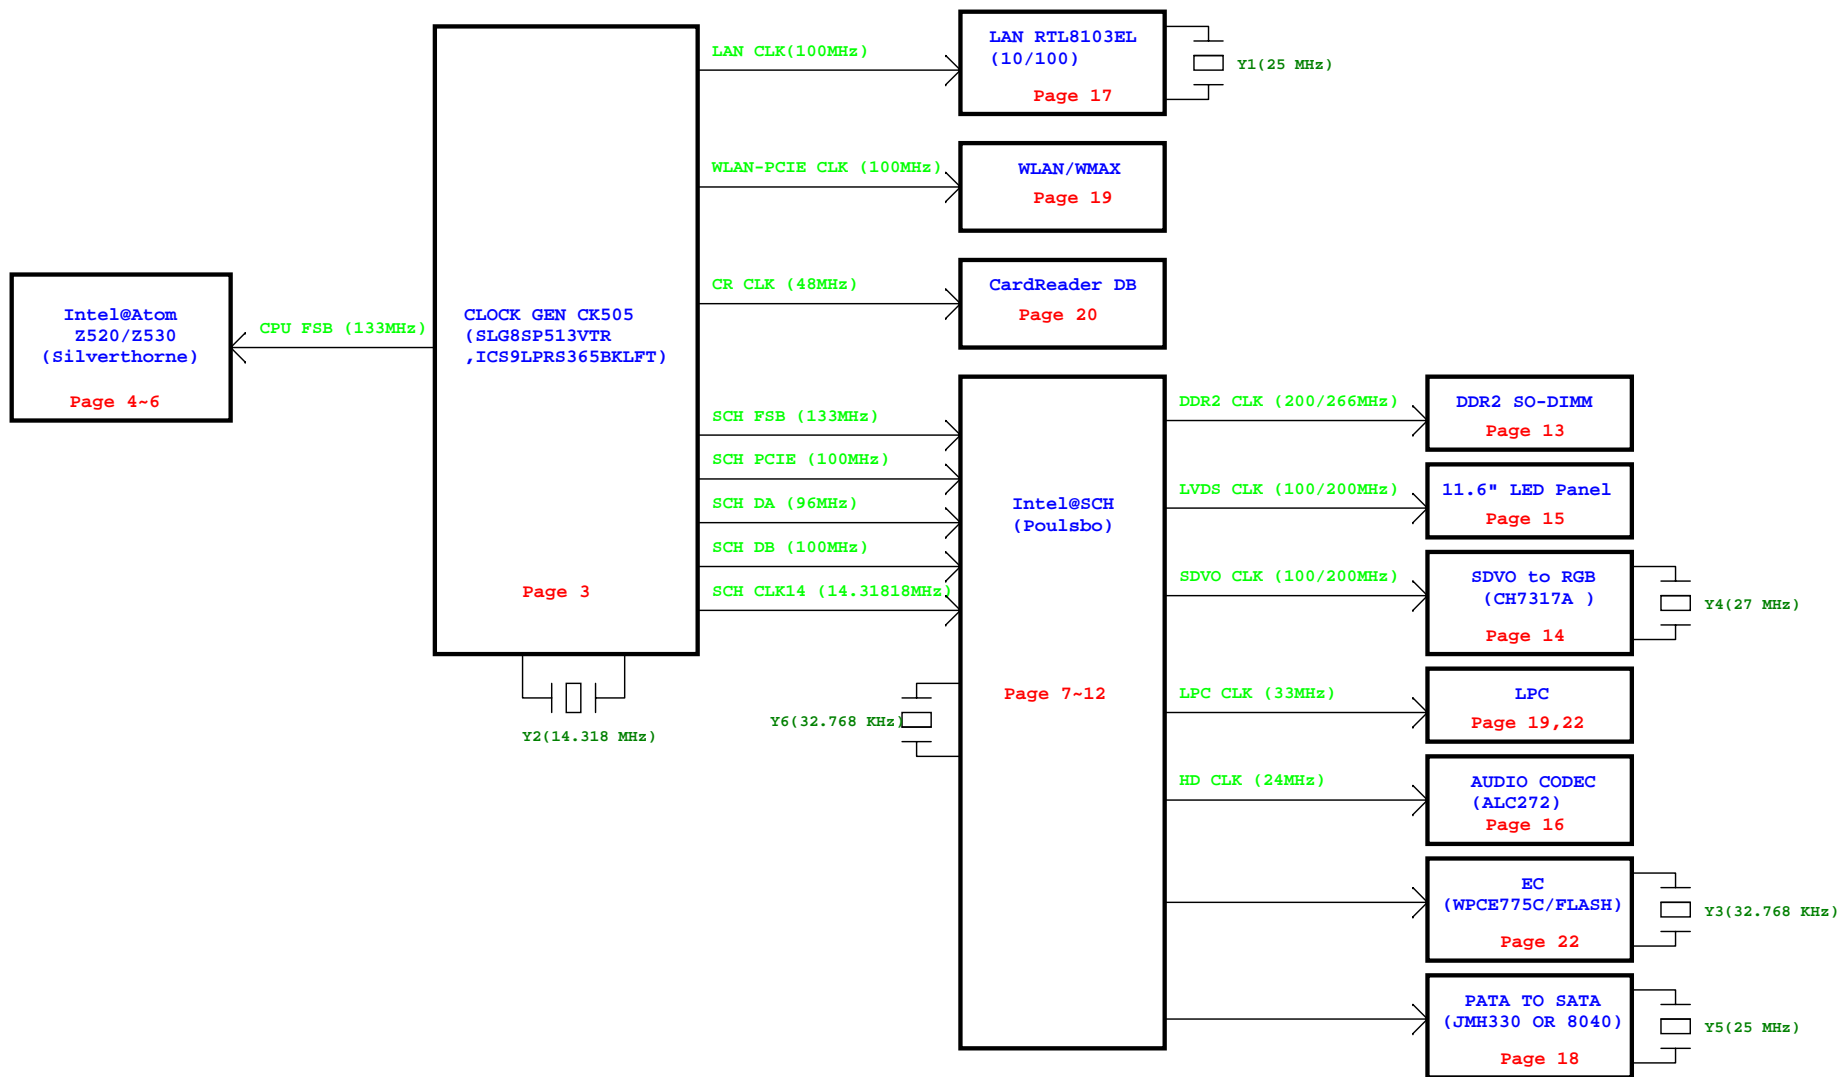 LAN CLK(100MHz)
LAN RTL8103EL
(10/100)
Page 17
Y1(25 MHz)
WLAN-PCIE CLK (100MHz)
WLAN/WMAX
Page 19
CR CLK (48MHz)
CardReader DB
Page 20
Intel@Atom
Z520/Z530
(Silverthorne)
Page 4~6
CPU FSB (133MHz)
CLOCK GEN CK505
(SLG8SP513VTR
,ICS9LPRS365BKLFT)
Page 3
Y2(14.318 MHz)
SCH FSB (133MHz)
SCH PCIE (100MHz)
SCH DA (96MHz)
SCH DB (100MHz)
SCH CLK14 (14.31818MHz)
Intel@SCH
(Poulsbo)
Page 7~12
Y6(32.768 KHz)
DDR2 CLK (200/266MHz)
DDR2 SO-DIMM
Page 13
LVDS CLK (100/200MHz)
11.6" LED Panel
Page 15
SDVO CLK (100/200MHz)
SDVO to RGB
(CH7317A )
Page 14
Y4(27 MHz)
LPC CLK (33MHz)
LPC
Page 19,22
HD CLK (24MHz)
AUDIO CODEC
(ALC272)
Page 16
EC
(WPCE775C/FLASH)
Page 22
Y3(32.768 KHz)
PATA TO SATA
(JMH330 OR 8040)
Page 18
Y5(25 MHz)